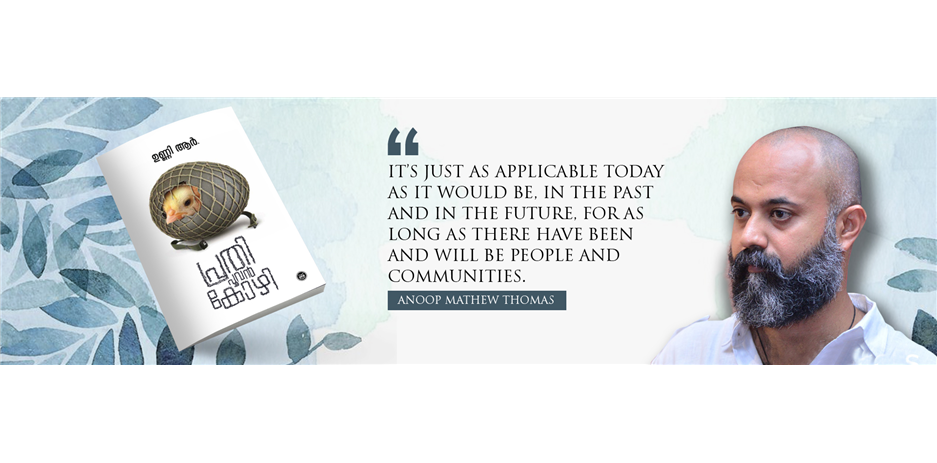 ഉണ്ണി ആർ.
പ്രതി
പൂവൻ
കോഴി
“
IT'S JUST AS APPLICABLE TODAY
AS IT WOULD BE, IN THE PAST
AND IN THE FUTURE, FOR AS
LONG AS THERE HAVE BEEN
AND WILL BE PEOPLE AND
COMMUNITIES.
ANOOP MATHEW THOMAS